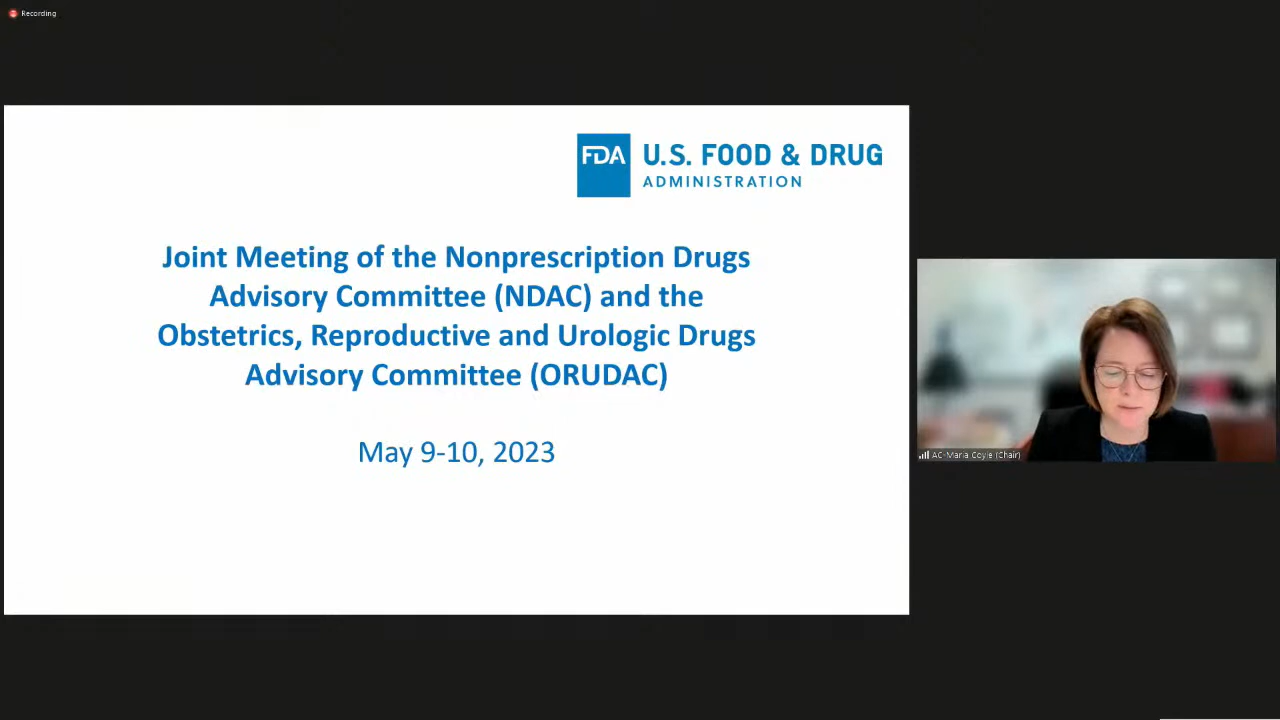 Recording
FDA
U.S. FOOD & DRUG
ADMINISTRATION
Joint Meeting of the Nonprescription Drugs
Advisory Committee (NDAC) and the
Obstetrics, Reproductive and Urologic Drugs
Advisory Committee (ORUDAC)
May 9-10, 2023
AC-Maria Coyle (Chair)